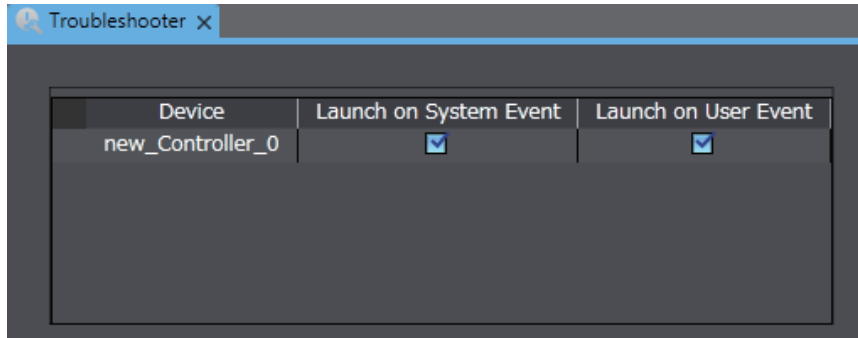 Troubleshooter
Device Launch on System Event Launch on User Event
new_Controller_0